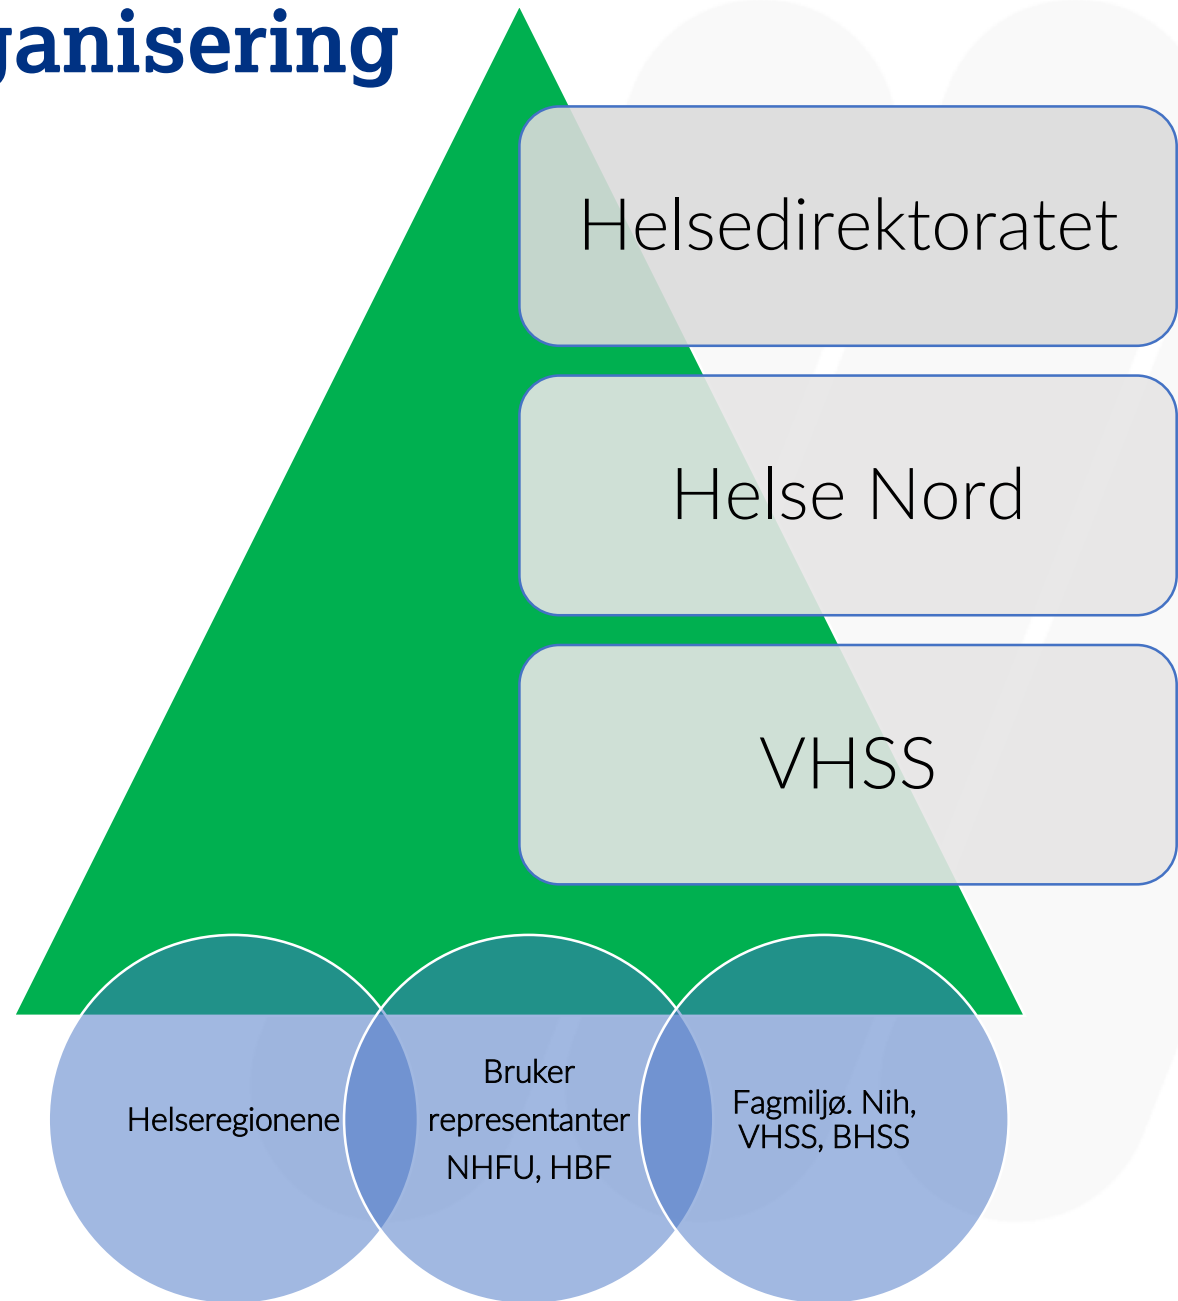 ganisering
Helsedirektoratet
Helse Nord
VHSS
Helseregionene
Bruker
representanter
NHFU, HBF
Fagmiljø. Nih,
VHSS, BHSS